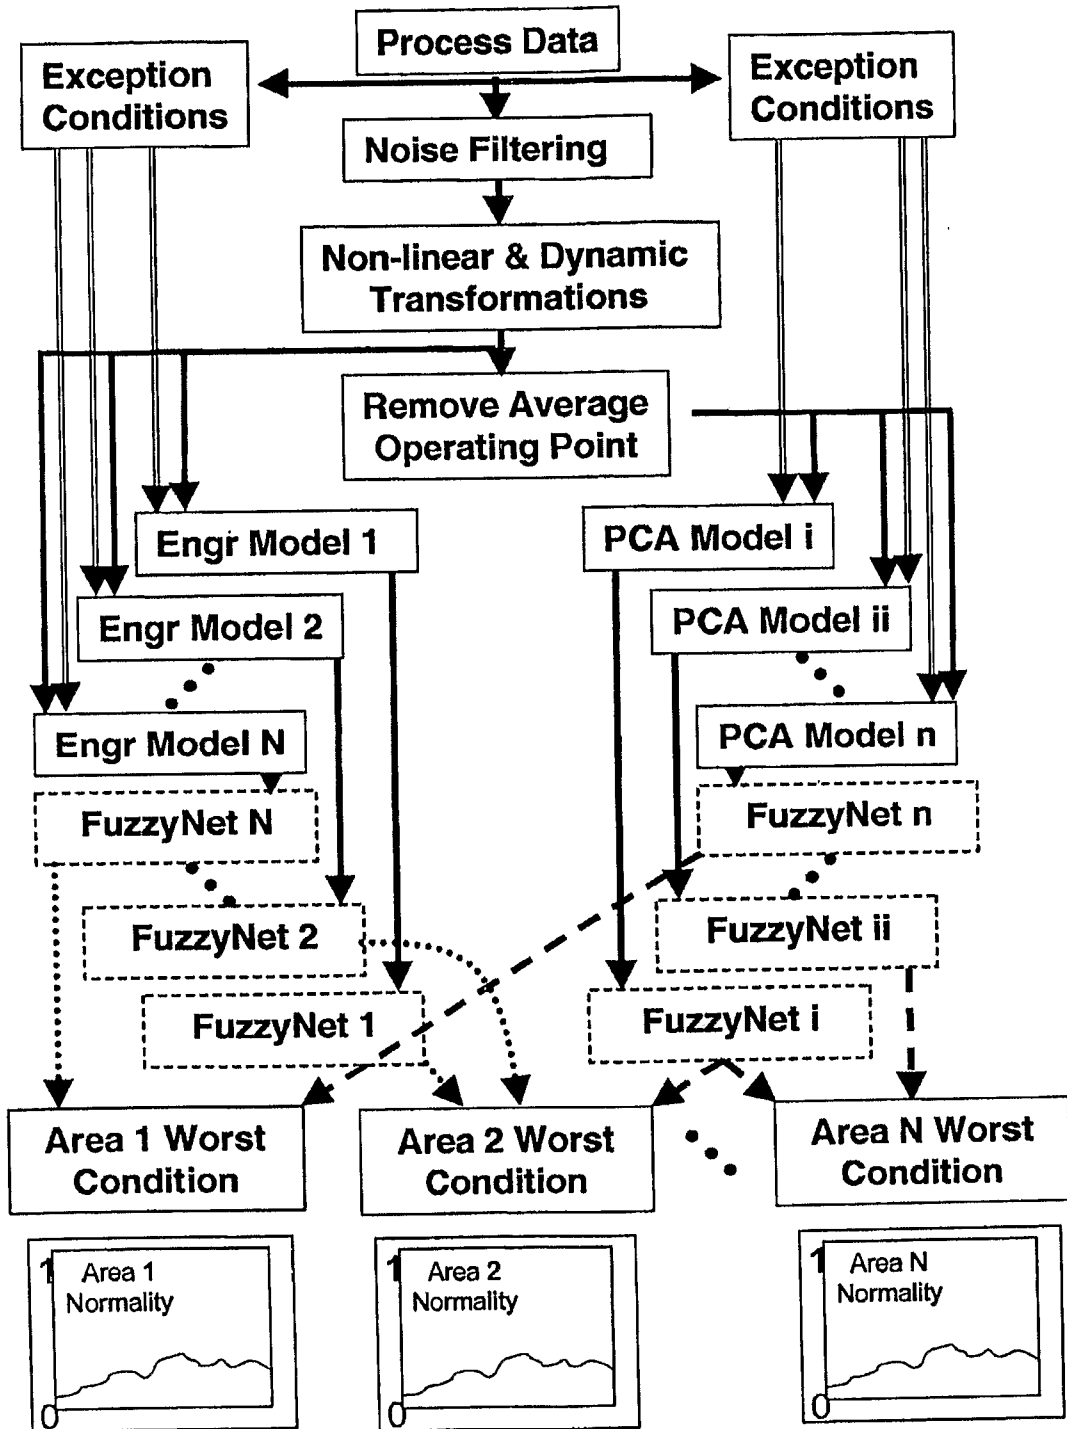 Process Data
Exception
Conditions
Exception
Conditions
Noise Filtering
Non-linear & Dynamic
Transformations
Remove Average
Operating Point
Engr Model 1
PCA Model i
Engr Model 2
PCA Model ii
Engr Model N
PCA Model n
FuzzyNet N
FuzzyNet n
FuzzyNet 2
FuzzyNet ii
FuzzyNet 1
FuzzyNet i
Area 1 Worst
Condition
Area 2 Worst
Condition
Area N Worst
Condition
1
Area 1
Normality
0
1
Area 2
Normality
0
1
Area N
Normality
0